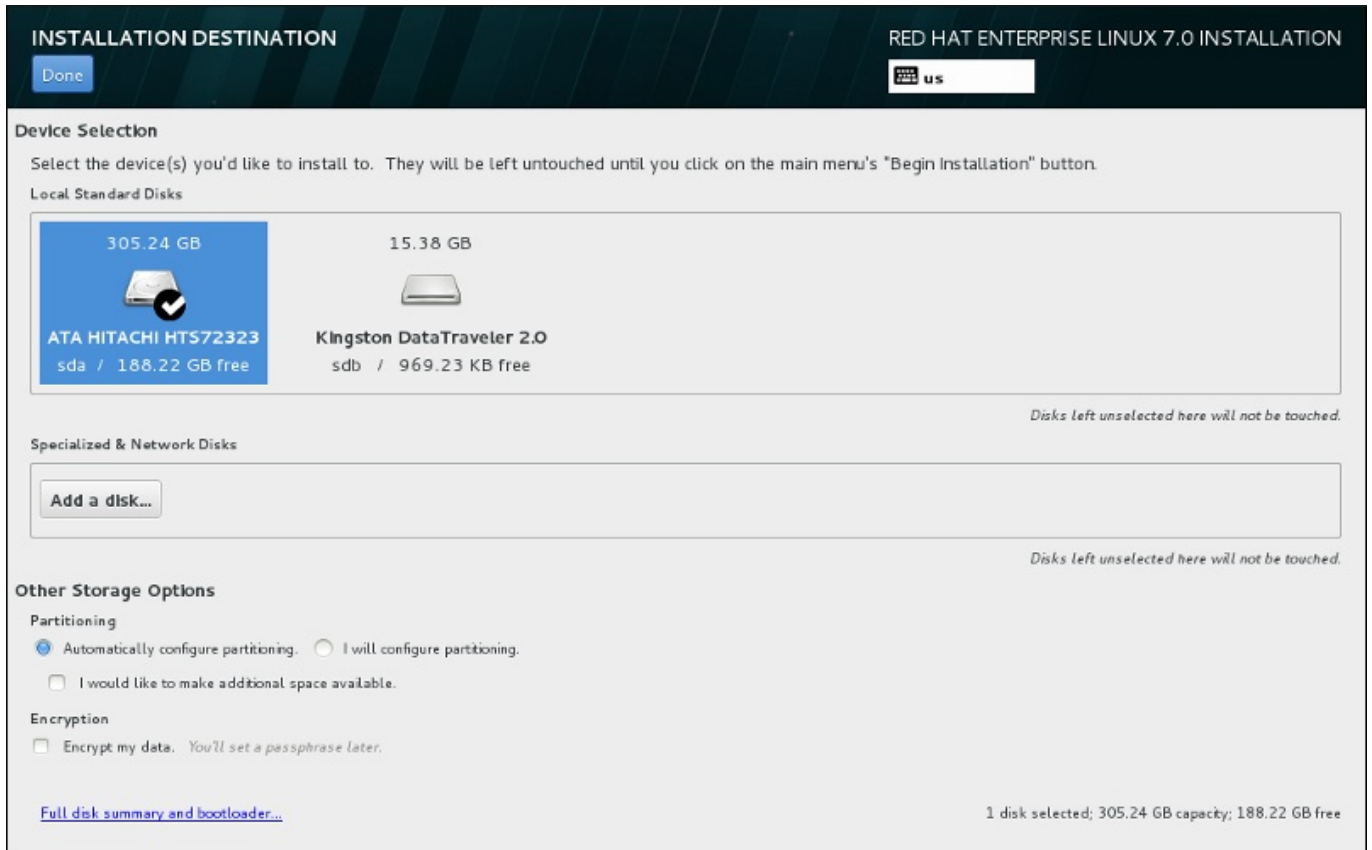 INSTALLATION DESTINATION
RED HAT ENTERPRISE LINUX 7.0 INSTALLATION
Done
us
Device Selection
Select the device(s) you'd like to install to. They will be left untouched until you click on the main menu's "Begin Installation" button.
Local Standard Disks
305.24 GB
ATA HITACHI HTS72323
sda / 188.22 GB free
15.38 GB
Kingston DataTraveler 2.0
sdb / 969.23 KB free
Disks left unselected here will not be touched.
Specialized & Network Disks
Add a disk...
Disks left unselected here will not be touched.
Other Storage Options
Partitioning
Automatically configure partitioning. I will configure partitioning.
I would like to make additional space available.
Encryption
Encrypt my data. You'll set a passphrase later.
Full disk summary and bootloader...
1 disk selected; 305.24 GB capacity; 188.22 GB free